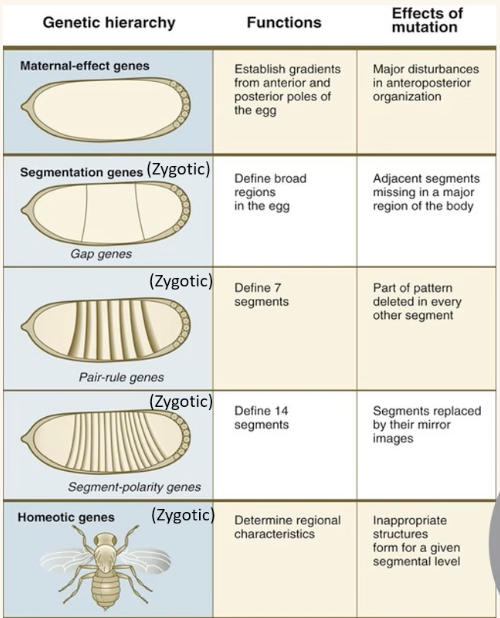 Genetic hierarchy
Functions
Effects of
mutation
Maternal-effect genes
Establish gradients
from anterior and
posterior poles of
the egg
Major disturbances
in anteroposterior
organization
Segmentation genes (Zygotic)
Gap genes
Define broad
regions
in the egg
Adjacent segments
missing in a major
region of the body
(Zygotic)
Pair-rule genes
Define 7
segments
Part of pattern
deleted in every
other segment
(Zygotic)
Segment-polarity genes
Define 14
segments
Segments replaced
by their mirror
images
Homeotic genes (Zygotic)
Determine regional
characteristics
Inappropriate
structures
form for a given
segmental level